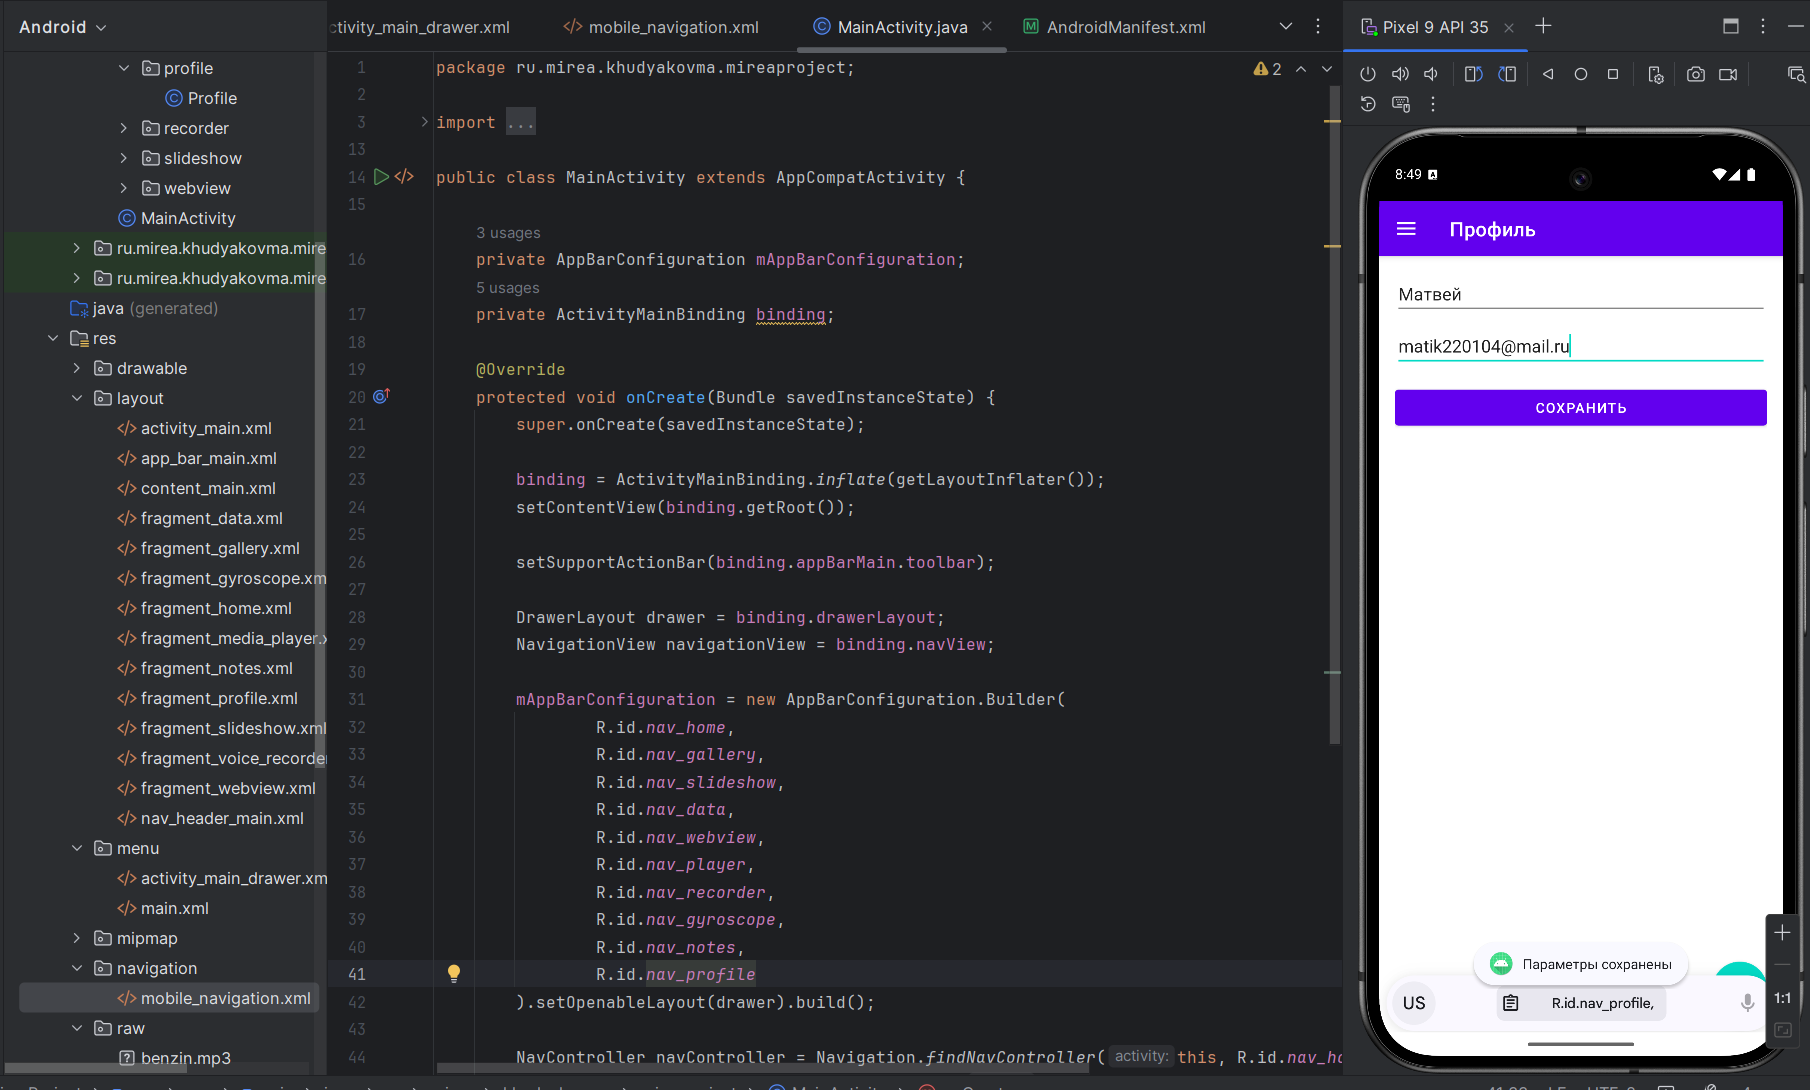 Android
ctivity_main_drawer.xml
mobile_navigation.xml
MainActivity.java
AndroidManifest.xml
Pixel 9 API 35
profile
Profile
recorder
slideshow
webview
MainActivity
ru.mirea.khudyakovma.mire
ru.mirea.khudyakovma.mire
java (generated)
res
drawable
layout
activity_main.xml
app_bar_main.xml
content_main.xml
fragment_data.xml
fragment_gallery.xml
fragment_gyroscope.xm
fragment_home.xml
fragment_media_player.x
fragment_notes.xml
fragment_profile.xml
fragment_slideshow.xml
fragment_voice_recorde
fragment_webview.xml
nav_header_main.xml
menu
activity_main_drawer.xm
main.xml
mipmap
navigation
mobile_navigation.xml
raw
benzin.mp3
2
1 package ru.mirea.khudyakovma.mireaproject;
2
3 import ...
13
14 public class MainActivity extends AppCompatActivity {
15
3 usages
16 private AppBarConfiguration mAppBarConfiguration;
5 usages
17 private ActivityMainBinding binding;
18
19 @Override
20 protected void onCreate(Bundle savedInstanceState) {
21 super.onCreate(savedInstanceState);
22
23 binding = ActivityMainBinding.inflate(getLayoutInflater());
24 setContentView(binding.getRoot());
25
26 setSupportActionBar(binding.appBarMain.toolbar);
27
28 DrawerLayout drawer = binding.drawerLayout;
29 NavigationView navigationView = binding.navView;
30
31 mAppBarConfiguration = new AppBarConfiguration.Builder(
32 R.id.nav_home,
33 R.id.nav_gallery,
34 R.id.nav_slideshow,
35 R.id.nav_data,
36 R.id.nav_webview,
37 R.id.nav_player,
38 R.id.nav_recorder,
39 R.id.nav_gyroscope,
40 R.id.nav_notes,
41 R.id.nav_profile
42 ).setOpenableLayout(drawer).build();
43
44 NavController navController = Navigation.findNavController( activity: this, R.id.nav_ho
8:49
Профиль
Матвей
matik220104@mail.ru
СОХРАНИТЬ
Параметры сохранены
US
R.id.nav_profile,
1:1